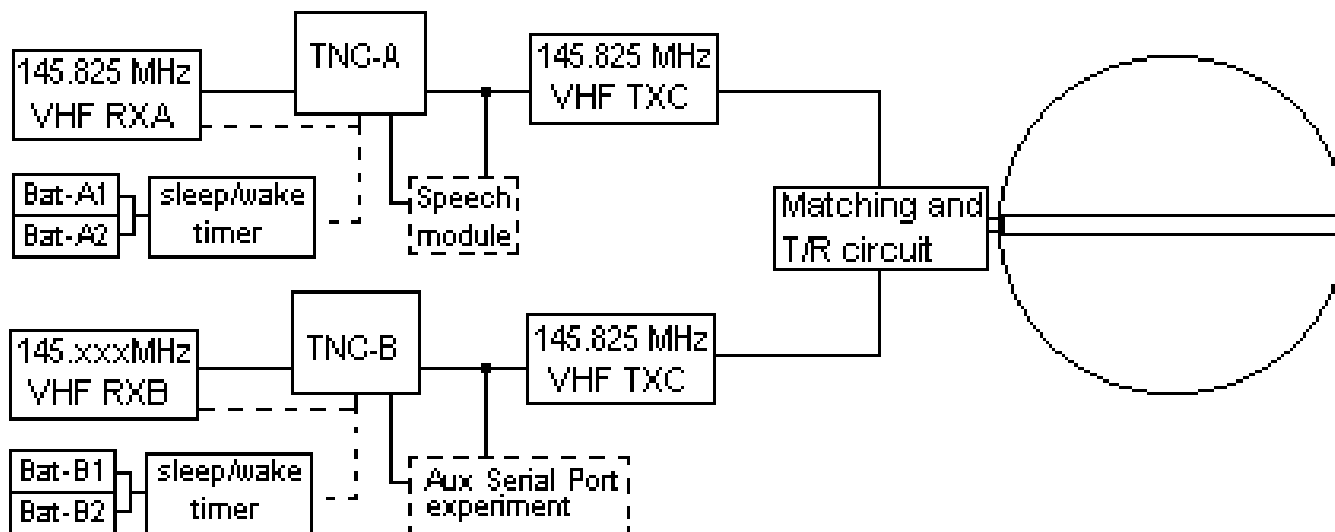 145.825 MHz
VHF RXA
TNC-A
145.825 MHz
VHF TXC
Bat-A1
Bat-A2
sleep/wake
timer
Speech
module
Matching and
T/R circuit
145.xxxMHz
VHF RXB
TNC-B
145.825 MHz
VHF TXC
Bat-B1
Bat-B2
sleep/wake
timer
Aux Serial Port
experiment